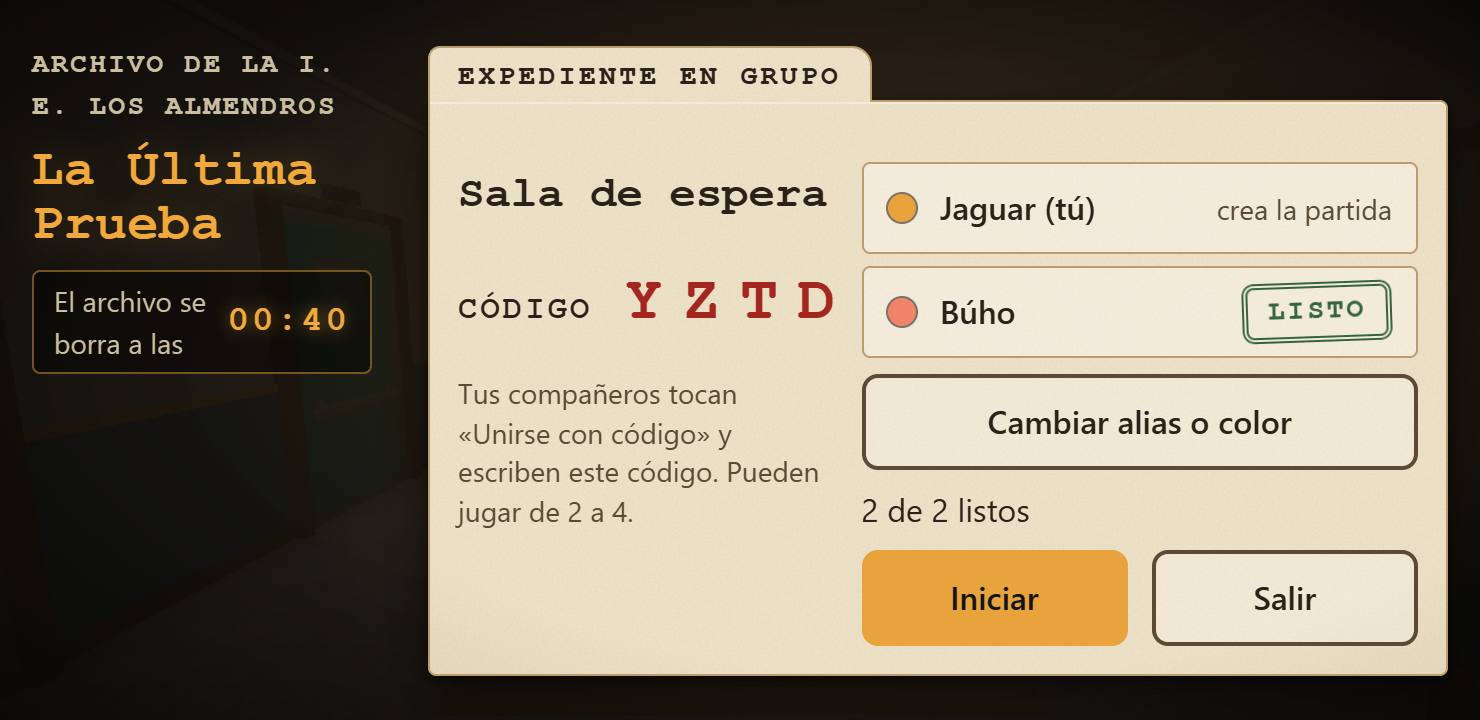 ARCHIVO DE LA I.
E. LOS ALMENDROS
La Última
Prueba
El archivo se
borra a las
00:40
EXPEDIENTE EN GRUPO
Sala de espera
CÓDIGO YZTD
Tus compañeros tocan
«Unirse con código» y
escriben este código. Pueden
jugar de 2 a 4.
Jaguar (tú) crea la partida
Búho LISTO
Cambiar alias o color
2 de 2 listos
Iniciar
Salir